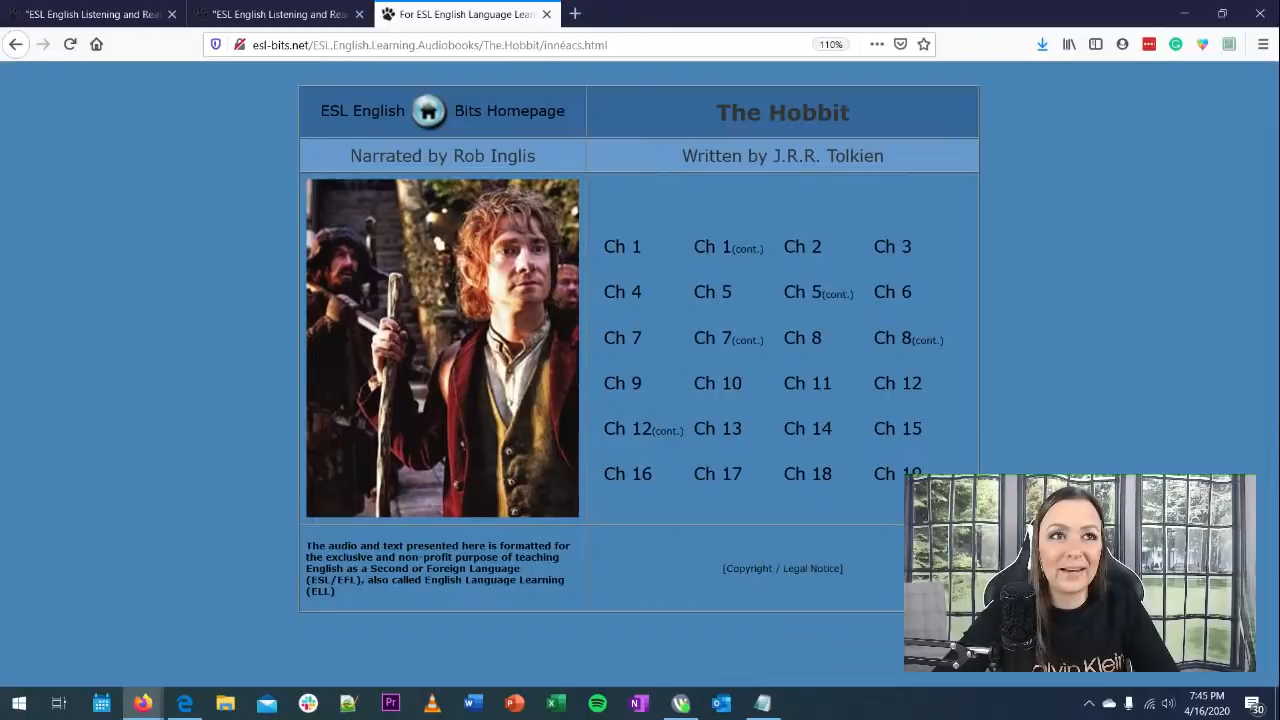 "ESL English Listening and Rea
"ESL English Listening and Rea
For ESL English Language Lear
esl-bits.net/ESL.English.Learning.Audiobooks/The.Hobbit/innéacs.html
110%
ESL English Bits Homepage
The Hobbit
Narrated by Rob Inglis
Written by J.R.R. Tolkien
Ch 1 Ch 1(cont.) Ch 2 Ch 3
Ch 4 Ch 5 Ch 5(cont.) Ch 6
Ch 7 Ch 7(cont.) Ch 8 Ch 8(cont.)
Ch 9 Ch 10 Ch 11 Ch 12
Ch 12(cont.) Ch 13 Ch 14 Ch 15
Ch 16 Ch 17 Ch 18 Ch 19
The audio and text presented here is formatted for
the exclusive and non-profit purpose of teaching
English as a Second or Foreign Language
(ESL/EFL), also called English Language Learning
(ELL)
[Copyright / Legal Notice]
Calvin Klein
Pr
7:45 PM
4/16/2020
30